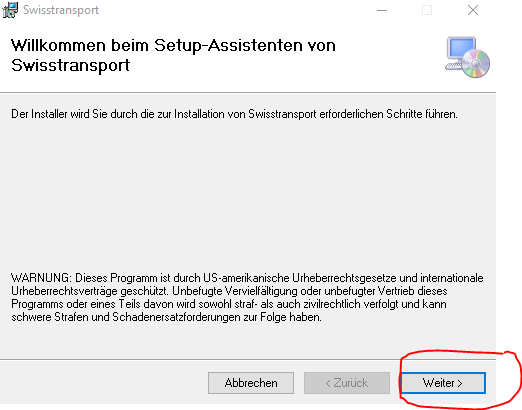 Swisstransport
Willkommen beim Setup-Assistenten von
Swisstransport
Der Installer wird Sie durch die zur Installation von Swisstransport erforderlichen Schritte führen.
WARNUNG: Dieses Programm ist durch US-amerikanische Urheberrechtsgesetze und internationale
Urheberrechtsverträge geschützt. Unbefugte Vervielfältigung oder unbefugter Vertrieb dieses
Programms oder eines Teils davon wird sowohl straf- als auch zivilrechtlich verfolgt und kann
schwere Strafen und Schadenersatzforderungen zur Folge haben.
Abbrechen
< Zurück
Weiter >